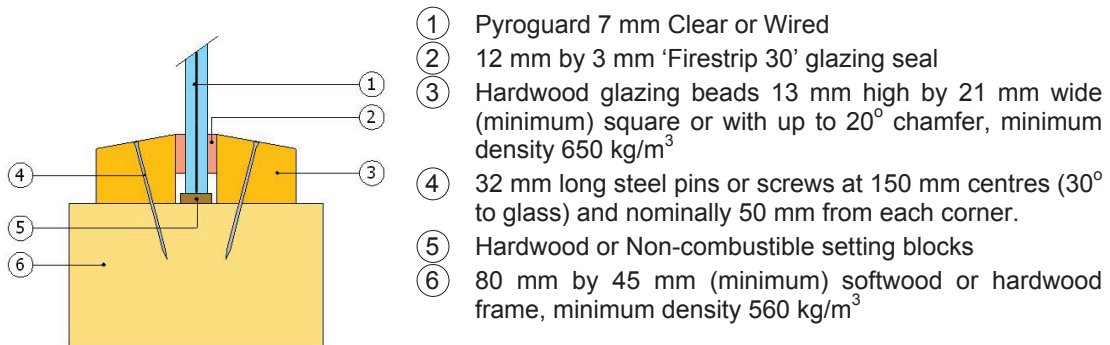 ① Pyroguard 7 mm Clear or Wired
② 12 mm by 3 mm ‘Firestrip 30’ glazing seal
③ Hardwood glazing beads 13 mm high by 21 mm wide
(minimum) square or with up to 20° chamfer, minimum
density 650 kg/m³
④ 32 mm long steel pins or screws at 150 mm centres (30°
to glass) and nominally 50 mm from each corner.
⑤ Hardwood or Non-combustible setting blocks
⑥ 80 mm by 45 mm (minimum) softwood or hardwood
frame, minimum density 560 kg/m³
1
2
4
3
5
6